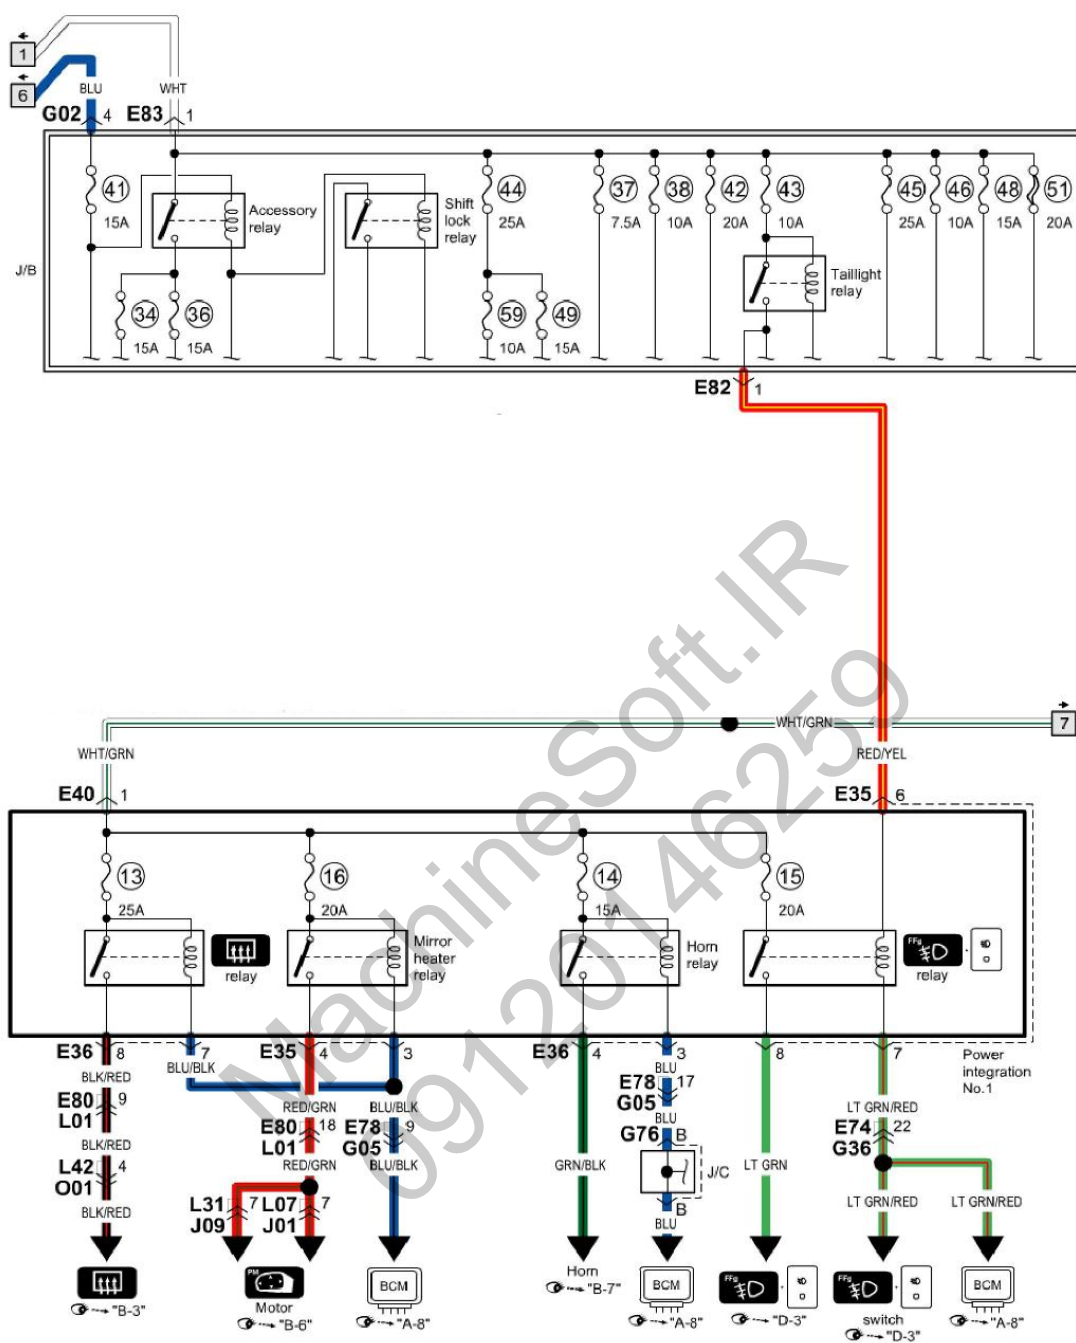 1
6
BLU
WHT
G02 4 E83 1
41
15A
Accessory
relay
Shift
lock
relay
44
25A
37
7.5A
38
10A
42
20A
43
10A
45
25A
46
10A
48
15A
51
20A
J/B
34
15A
36
15A
59
10A
49
15A
Taillight
relay
E82 1
MachineSoft.IR
09120146259
WHT/GRN
7
WHT/GRN
RED/YEL
E40 1
E35 6
13
25A
16
20A
14
15A
15
20A
relay
Mirror
heater
relay
Horn
relay
FFg
relay
E36 8
7
E35 4
3
E36 4
3
8
7
Power
integration
No.1
BLK/RED
BLU/BLK
BLU
E80 9
L01
RED/GRN
BLU/BLK
E78 17
G05
LT GRN/RED
BLK/RED
E80 18
L01
E78 9
G05
BLU
E74 22
G36
L42 4
O01
RED/GRN
BLU/BLK
GRN/BLK
G76 B
J/C
LT GRN
BLK/RED
L31 7
J09
L07 7
J01
B
BLU
LT GRN/RED
LT GRN/RED
"B-3"
PM
Motor
"B-6"
BCM
"A-8"
Horn
"B-7"
BCM
"A-8"
FFg
"D-3"
FFg
switch
"D-3"
BCM
"A-8"